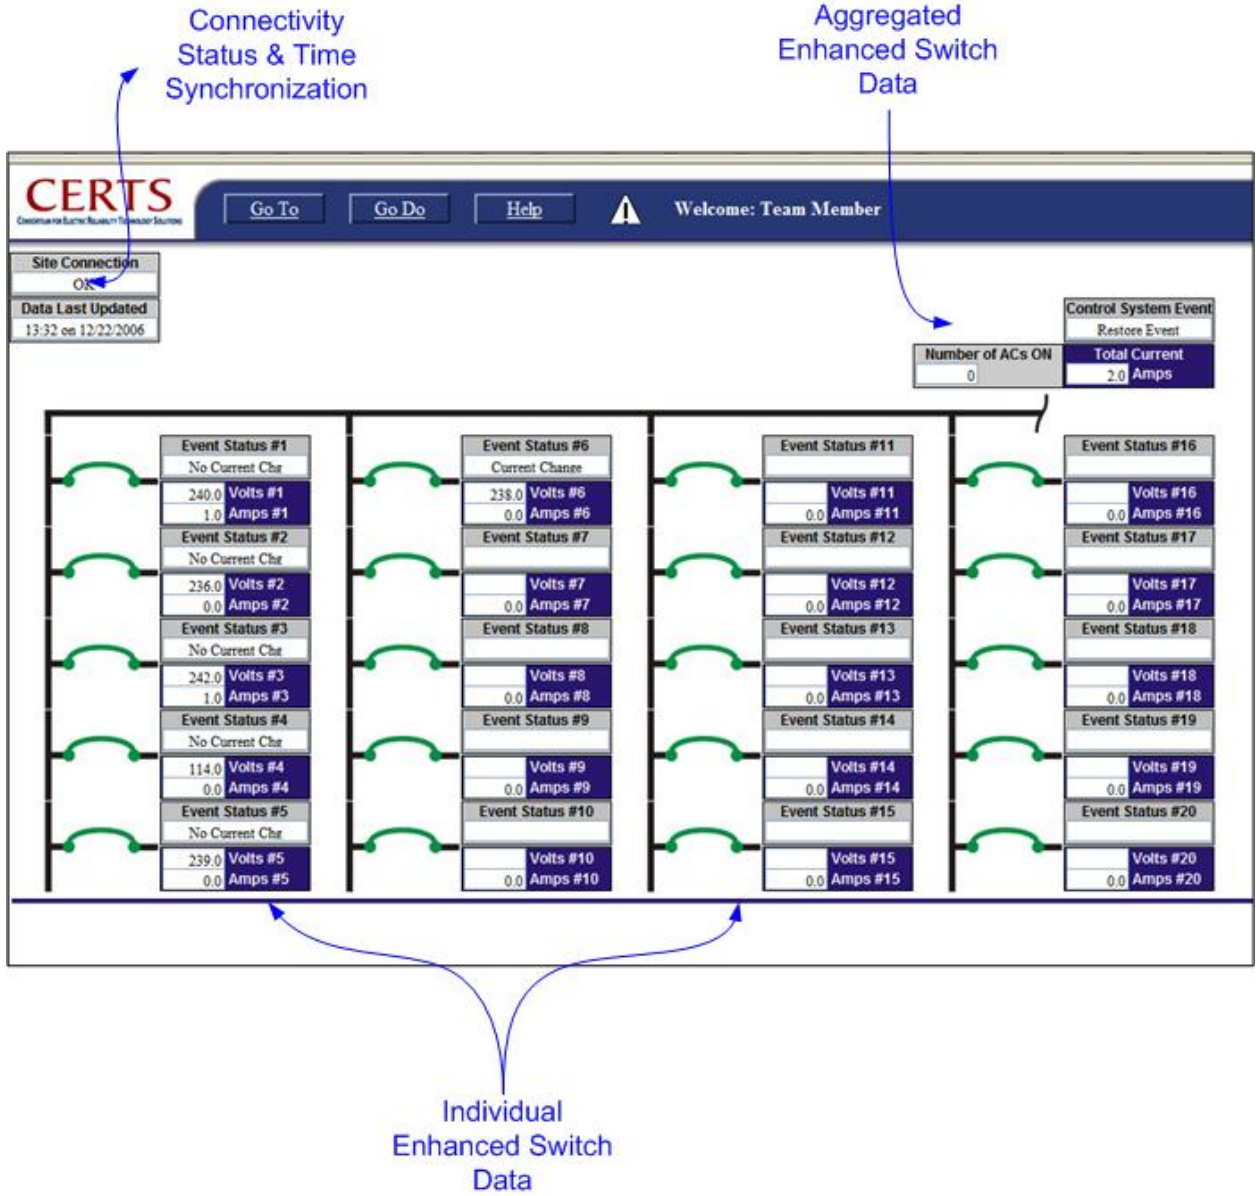 Connectivity
Status & Time
Synchronization
Aggregated
Enhanced Switch
Data
CERTS
CONSORTIUM FOR ELECTRIC RELIABILITY TECHNOLOGY SOLUTIONS
Go To Go Do Help Welcome: Team Member
Site Connection
OK
Data Last Updated
13:32 on 12/22/2006
Control System Event
Restore Event
Number of ACs ON
0
Total Current
2.0 Amps
Event Status #1
No Current Chg
240.0 Volts #1
1.0 Amps #1
Event Status #2
No Current Chg
236.0 Volts #2
0.0 Amps #2
Event Status #3
No Current Chg
242.0 Volts #3
1.0 Amps #3
Event Status #4
No Current Chg
114.0 Volts #4
0.0 Amps #4
Event Status #5
No Current Chg
239.0 Volts #5
0.0 Amps #5
Event Status #6
Current Change
238.0 Volts #6
0.0 Amps #6
Event Status #7
Volts #7
0.0 Amps #7
Event Status #8
Volts #8
0.0 Amps #8
Event Status #9
Volts #9
0.0 Amps #9
Event Status #10
Volts #10
0.0 Amps #10
Event Status #11
Volts #11
0.0 Amps #11
Event Status #12
Volts #12
0.0 Amps #12
Event Status #13
Volts #13
0.0 Amps #13
Event Status #14
Volts #14
0.0 Amps #14
Event Status #15
Volts #15
0.0 Amps #15
Event Status #16
Volts #16
0.0 Amps #16
Event Status #17
Volts #17
0.0 Amps #17
Event Status #18
Volts #18
0.0 Amps #18
Event Status #19
Volts #19
0.0 Amps #19
Event Status #20
Volts #20
0.0 Amps #20
Individual
Enhanced Switch
Data